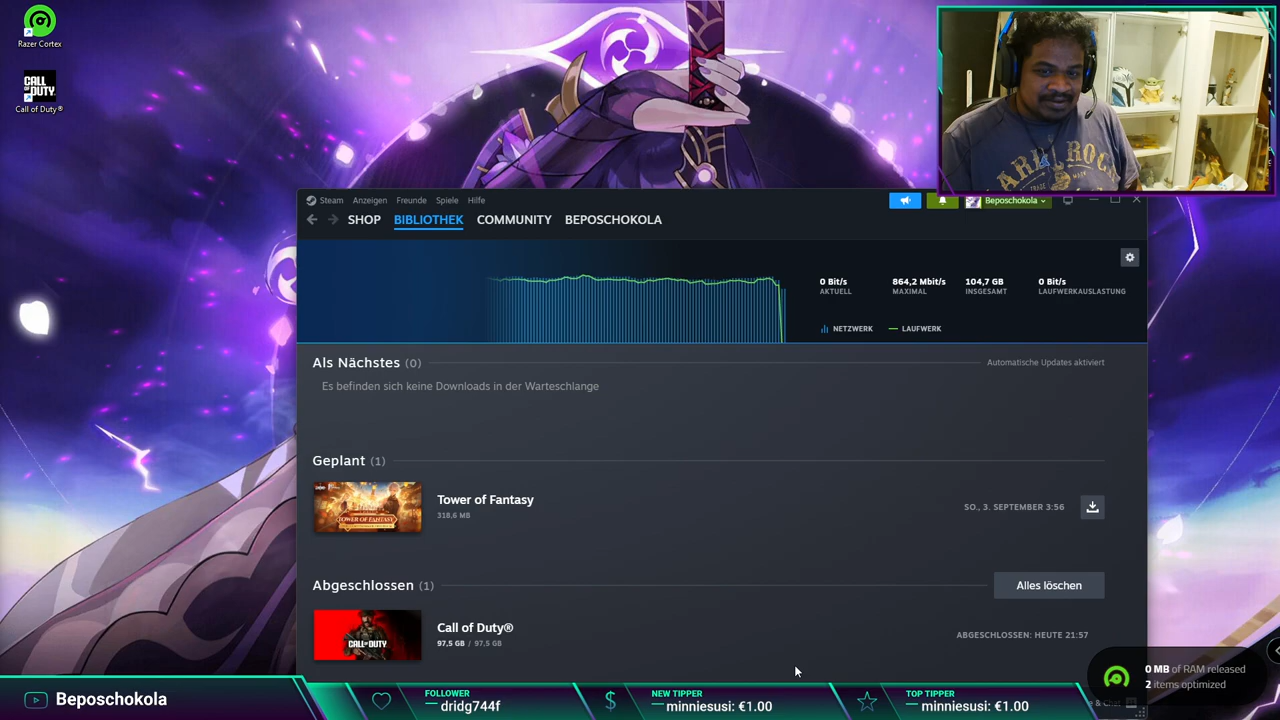 Razer Cortex
CALL OF DUTY
Call of Duty®
HARD ROCK
Steam Anzeigen Freunde Spiele Hilfe
Beposchokola
SHOP BIBLIOTHEK COMMUNITY BEPOSCHOKOLA
0 Bit/s 864,2 Mbit/s 104,7 GB 0 Bit/s
AKTUELL MAXIMAL INSGESAMT LAUFWERKAUSLASTUNG
NETZWERK LAUFWERK
Als Nächstes (0) Automatische Updates aktiviert
Es befinden sich keine Downloads in der Warteschlange
Geplant (1)
TOWER OF FANTASY
Tower of Fantasy
318,6 MB
SO., 3. SEPTEMBER 3:56
Abgeschlossen (1) Alles löschen
CALL OF DUTY
Call of Duty®
97,5 GB / 97,5 GB
ABGESCHLOSSEN: HEUTE 21:57
0 MB of RAM released
2 items optimized
Beposchokola
FOLLOWER
dridg744f
NEW TIPPER
minniesusi: €1.00
TOP TIPPER
minniesusi: €1.00